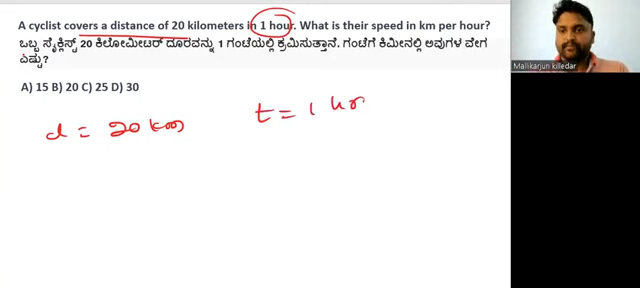 A cyclist covers a distance of 20 kilometers in 1 hour. What is their speed in km per hour?
ಒಬ್ಬ ಸೈಕ್ಲಿಸ್ಟ್ 20 ಕಿಲೋಮೀಟರ್ ದೂರವನ್ನು 1 ಗಂಟೆಯಲ್ಲಿ ಕ್ರಮಿಸುತ್ತಾನೆ. ಗಂಟೆಗೆ ಕಿಮೀನಲ್ಲಿ ಅವುಗಳ ವೇಗ
ಏಷ್ಟು?
A) 15 B) 20 C) 25 D) 30
d = 20 km
t = 1 hr
Mallikarjun killedar